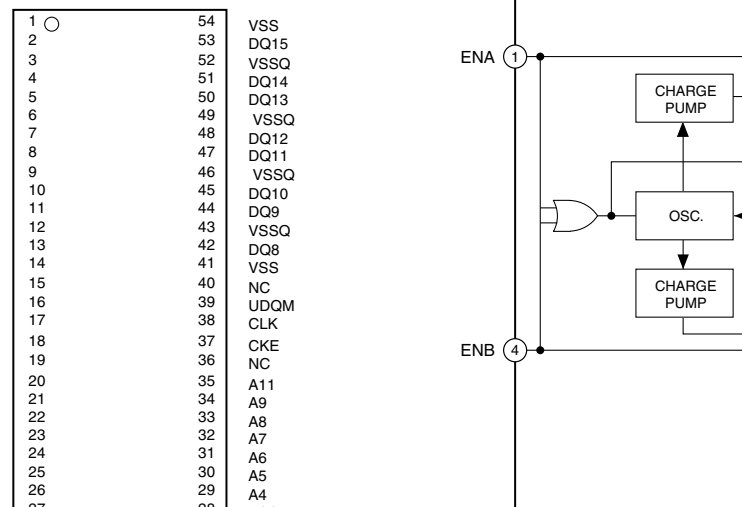 1 54 VSS
2 53 DQ15
3 52 VSSQ
4 51 DQ14
5 50 DQ13
6 49 VSSQ
7 48 DQ12
8 47 DQ11
9 46 VSSQ
10 45 DQ10
11 44 DQ9
12 43 VSSQ
13 42 DQ8
14 41 VSS
15 40 NC
16 39 UDQM
17 38 CLK
18 37 CKE
19 36 NC
20 35 A11
21 34 A9
22 33 A8
23 32 A7
24 31 A6
25 30 A5
26 29 A4
ENA 1
CHARGE
PUMP
OSC.
CHARGE
PUMP
ENB 4